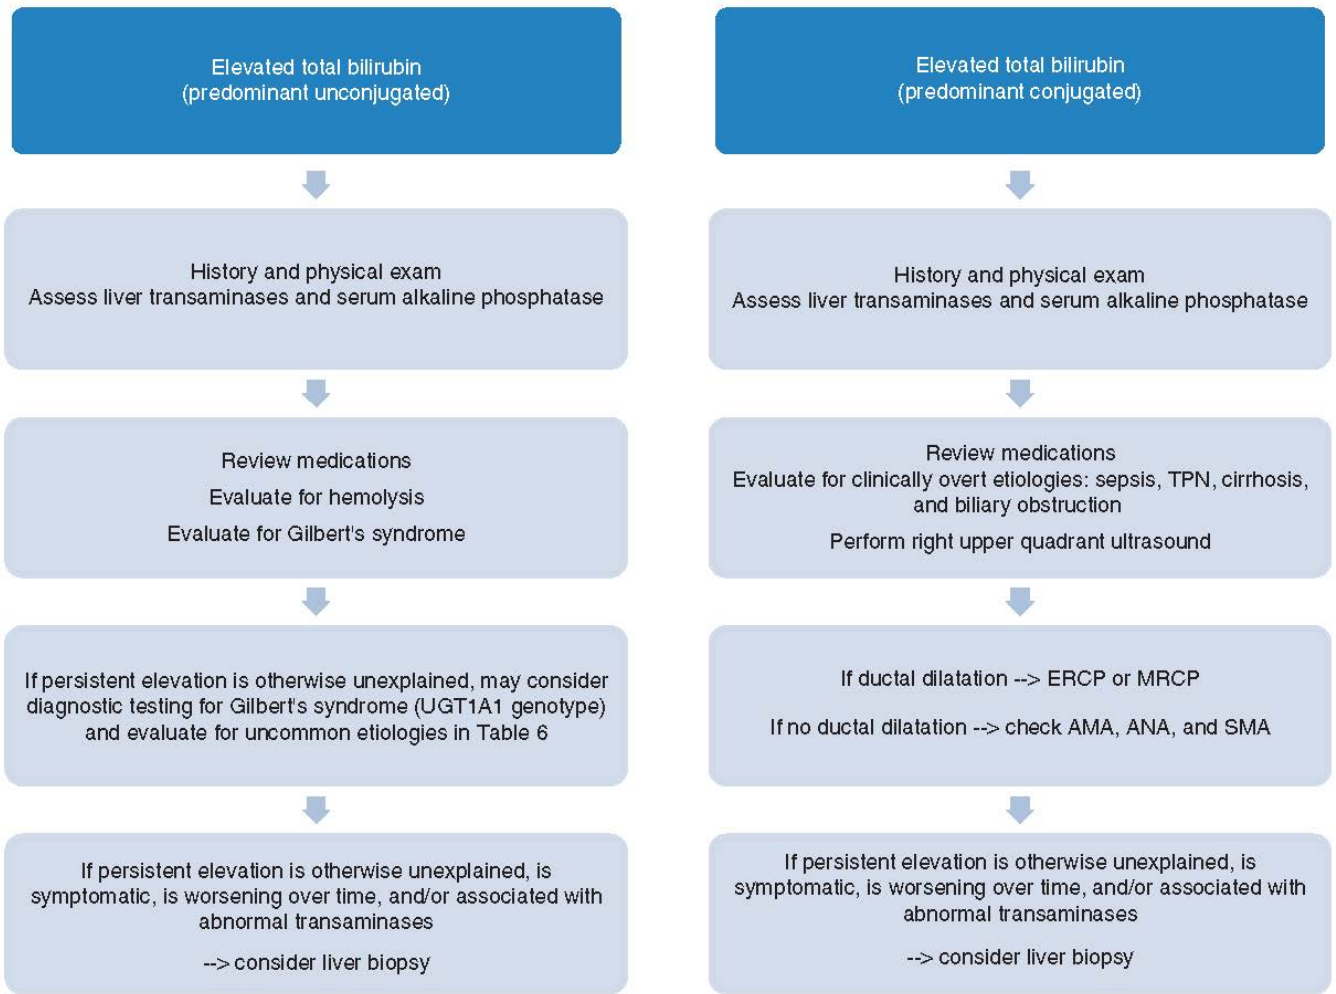 Elevated total bilirubin
(predominant unconjugated)
History and physical exam
Assess liver transaminases and serum alkaline phosphatase
Review medications
Evaluate for hemolysis
Evaluate for Gilbert's syndrome
If persistent elevation is otherwise unexplained, may consider
diagnostic testing for Gilbert's syndrome (UGT1A1 genotype)
and evaluate for uncommon etiologies in Table 6
If persistent elevation is otherwise unexplained, is
symptomatic, is worsening over time, and/or associated with
abnormal transaminases
--> consider liver biopsy
Elevated total bilirubin
(predominant conjugated)
History and physical exam
Assess liver transaminases and serum alkaline phosphatase
Review medications
Evaluate for clinically overt etiologies: sepsis, TPN, cirrhosis,
and biliary obstruction
Perform right upper quadrant ultrasound
If ductal dilatation --> ERCP or MRCP
If no ductal dilatation --> check AMA, ANA, and SMA
If persistent elevation is otherwise unexplained, is
symptomatic, is worsening over time, and/or associated with
abnormal transaminases
--> consider liver biopsy